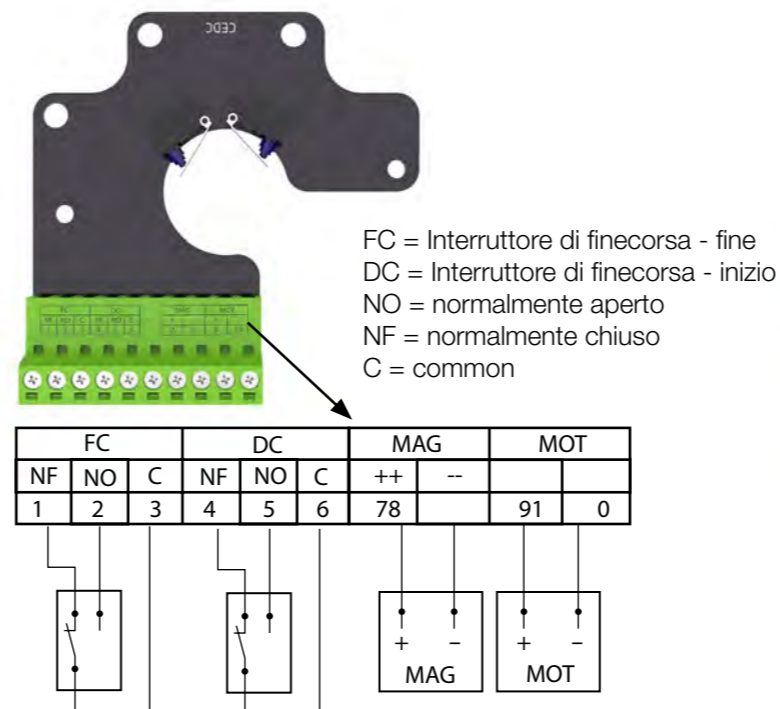 CEDC
FC = Interruttore di finecorsa - fine
DC = Interruttore di finecorsa - inizio
NO = normalmente aperto
NF = normalmente chiuso
C = common
FC DC MAG MOT
NF NO C NF NO C ++ --
1 2 3 4 5 6 78 91 0
+ − + −
MAG MOT